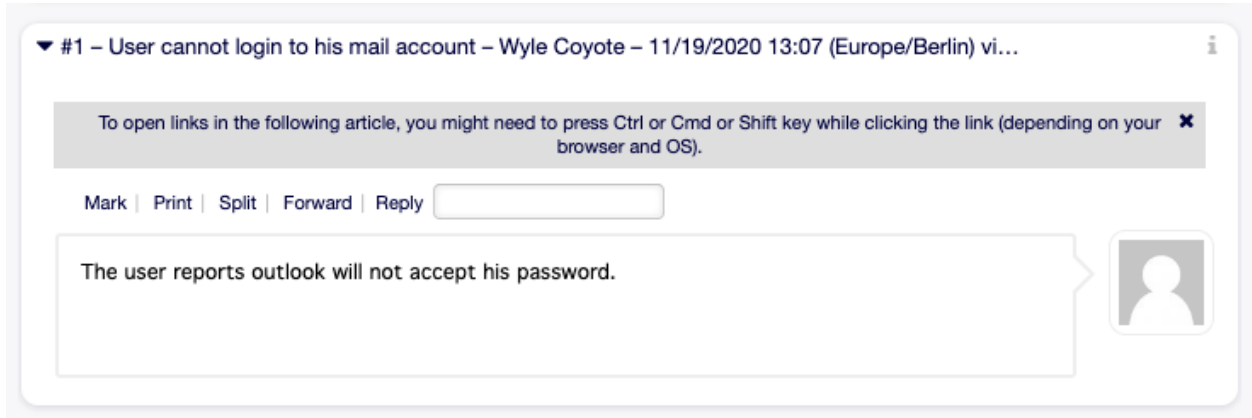 #1 – User cannot login to his mail account – Wyle Coyote – 11/19/2020 13:07 (Europe/Berlin) vi…
To open links in the following article, you might need to press Ctrl or Cmd or Shift key while clicking the link (depending on your
browser and OS).
Mark | Print | Split | Forward | Reply
The user reports outlook will not accept his password.